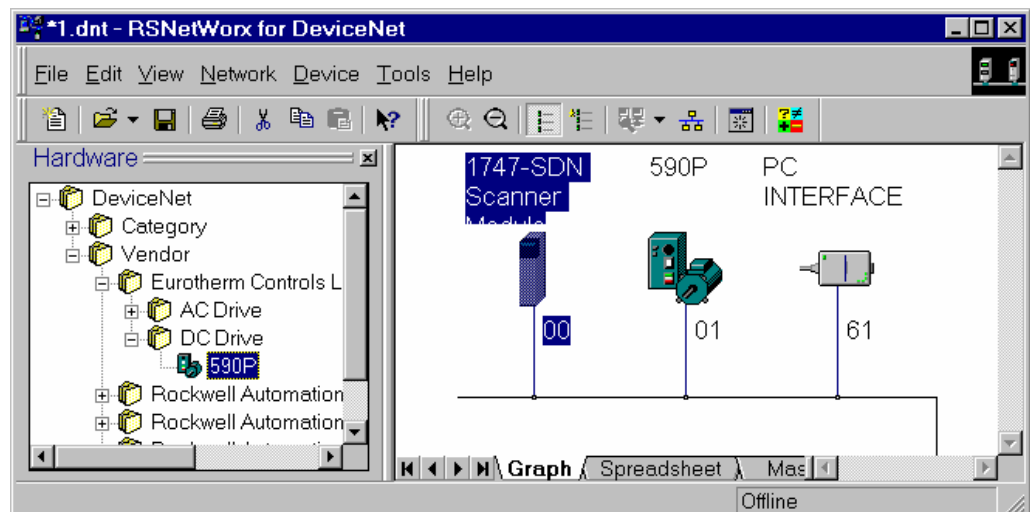 *1.dnt - RSNetWorx for DeviceNet
File Edit View Network Device Tools Help
Hardware
DeviceNet
Category
Vendor
Eurotherm Controls L
AC Drive
DC Drive
590P
Rockwell Automation
Rockwell Automation
1747-SDN
Scanner
Module
590P
PC
INTERFACE
00
01
61
Graph
Spreadsheet
Mas
Offline